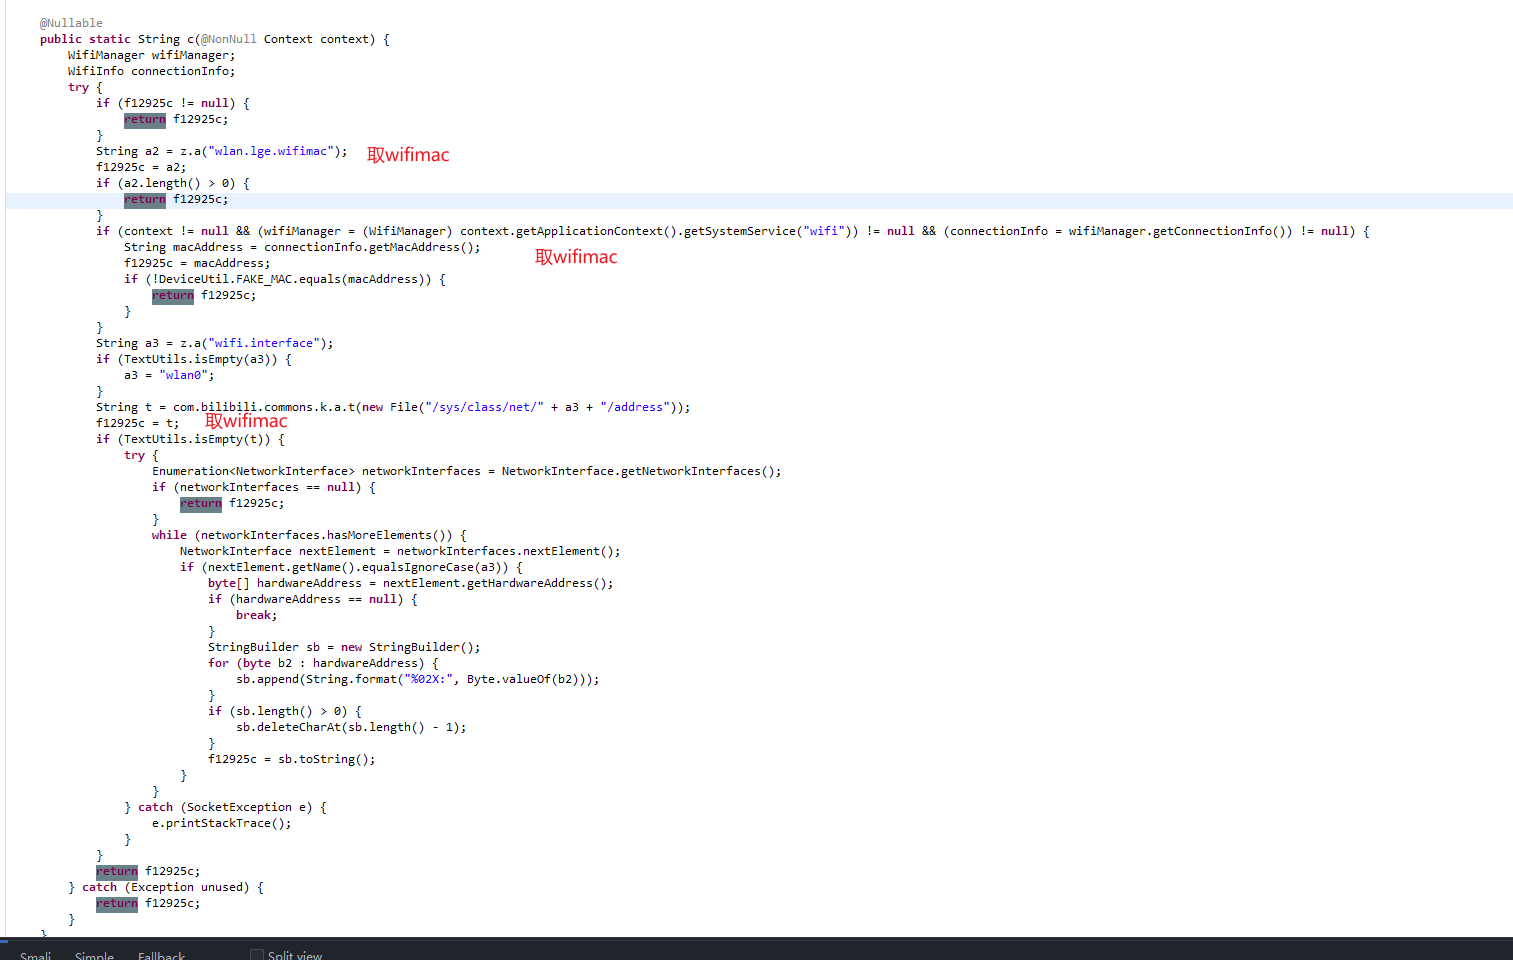 @Nullable
public static String c(@NonNull Context context) {
WifiManager wifiManager;
WifiInfo connectionInfo;
try {
if (f12925c != null) {
return f12925c;
}
String a2 = z.a("wlan.lge.wifimac"); 取wifimac
f12925c = a2;
if (a2.length() > 0) {
return f12925c;
}
if (context != null && (wifiManager = (WifiManager) context.getApplicationContext().getSystemService("wifi")) != null && (connectionInfo = wifiManager.getConnectionInfo()) != null) {
String macAddress = connectionInfo.getMacAddress(); 取wifimac
f12925c = macAddress;
if (!DeviceUtil.FAKE_MAC.equals(macAddress)) {
return f12925c;
}
}
String a3 = z.a("wifi.interface");
if (TextUtils.isEmpty(a3)) {
a3 = "wlan0";
}
String t = com.bilibili.commons.k.a.t(new File("/sys/class/net/" + a3 + "/address"));
f12925c = t; 取wifimac
if (TextUtils.isEmpty(t)) {
try {
Enumeration<NetworkInterface> networkInterfaces = NetworkInterface.getNetworkInterfaces();
if (networkInterfaces == null) {
return f12925c;
}
while (networkInterfaces.hasMoreElements()) {
NetworkInterface nextElement = networkInterfaces.nextElement();
if (nextElement.getName().equalsIgnoreCase(a3)) {
byte[] hardwareAddress = nextElement.getHardwareAddress();
if (hardwareAddress == null) {
break;
}
StringBuilder sb = new StringBuilder();
for (byte b2 : hardwareAddress) {
sb.append(String.format("%02X:", Byte.valueOf(b2)));
}
if (sb.length() > 0) {
sb.deleteCharAt(sb.length() - 1);
}
f12925c = sb.toString();
}
}
} catch (SocketException e) {
e.printStackTrace();
}
}
return f12925c;
} catch (Exception unused) {
return f12925c;
}
}
Smali Simple Fallback Split view